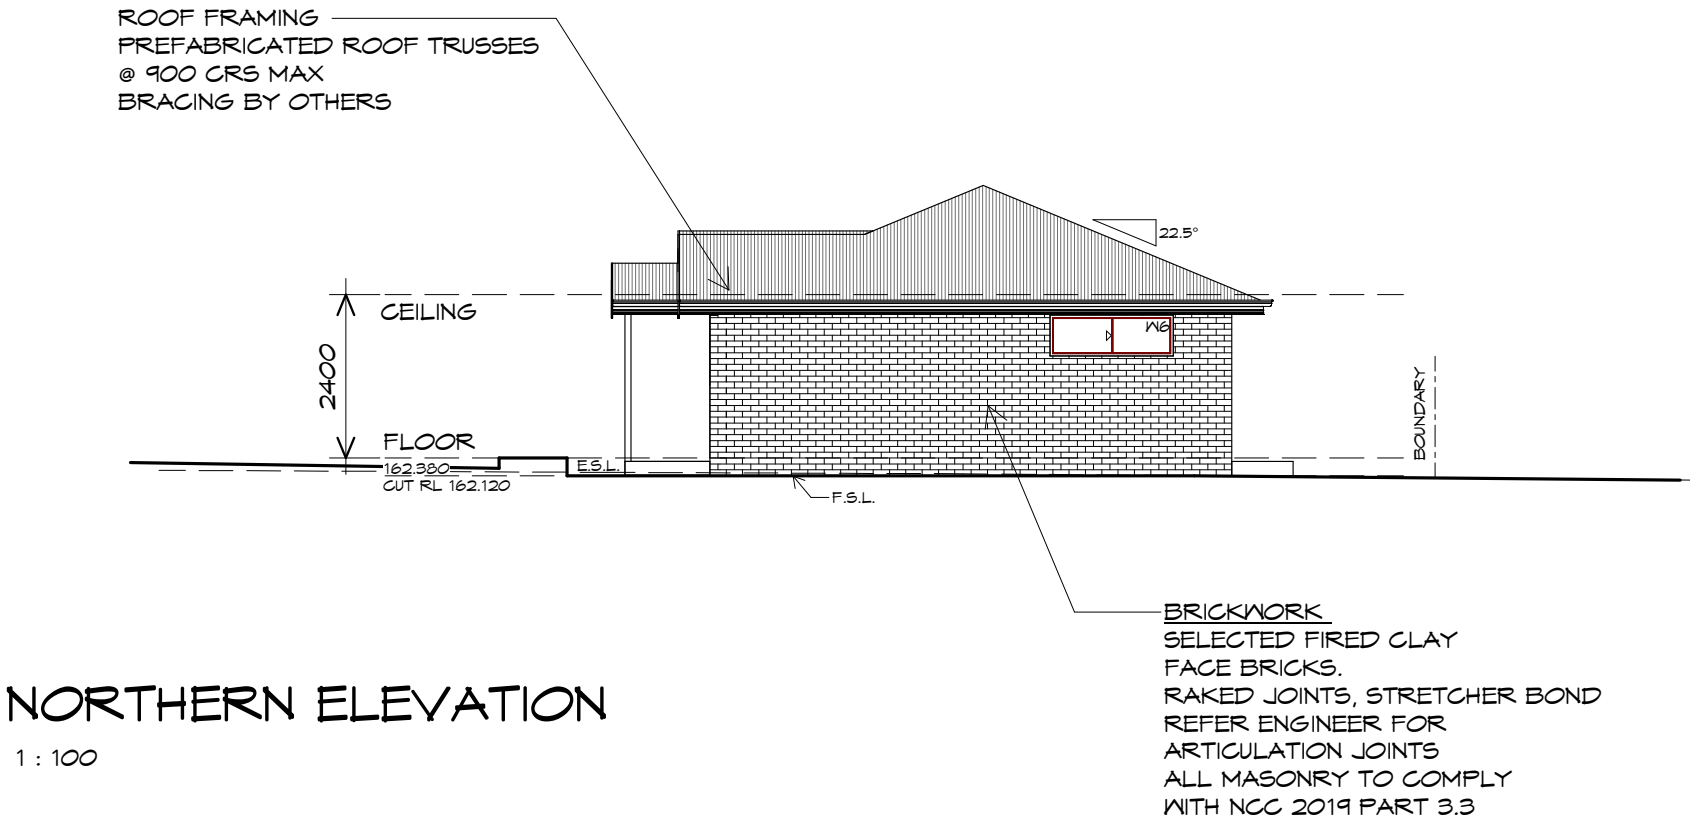 ROOF FRAMING
PREFABRICATED ROOF TRUSSES
@ 900 CRS MAX
BRACING BY OTHERS
22.5°
CEILING
W6
2400
BOUNDARY
FLOOR
162.380
E.S.L.
CUT RL 162.120
F.S.L.
BRICKWORK
SELECTED FIRED CLAY
FACE BRICKS.
RAKED JOINTS, STRETCHER BOND
REFER ENGINEER FOR
ARTICULATION JOINTS
ALL MASONRY TO COMPLY
WITH NCC 2019 PART 3.3
NORTHERN ELEVATION
1 : 100